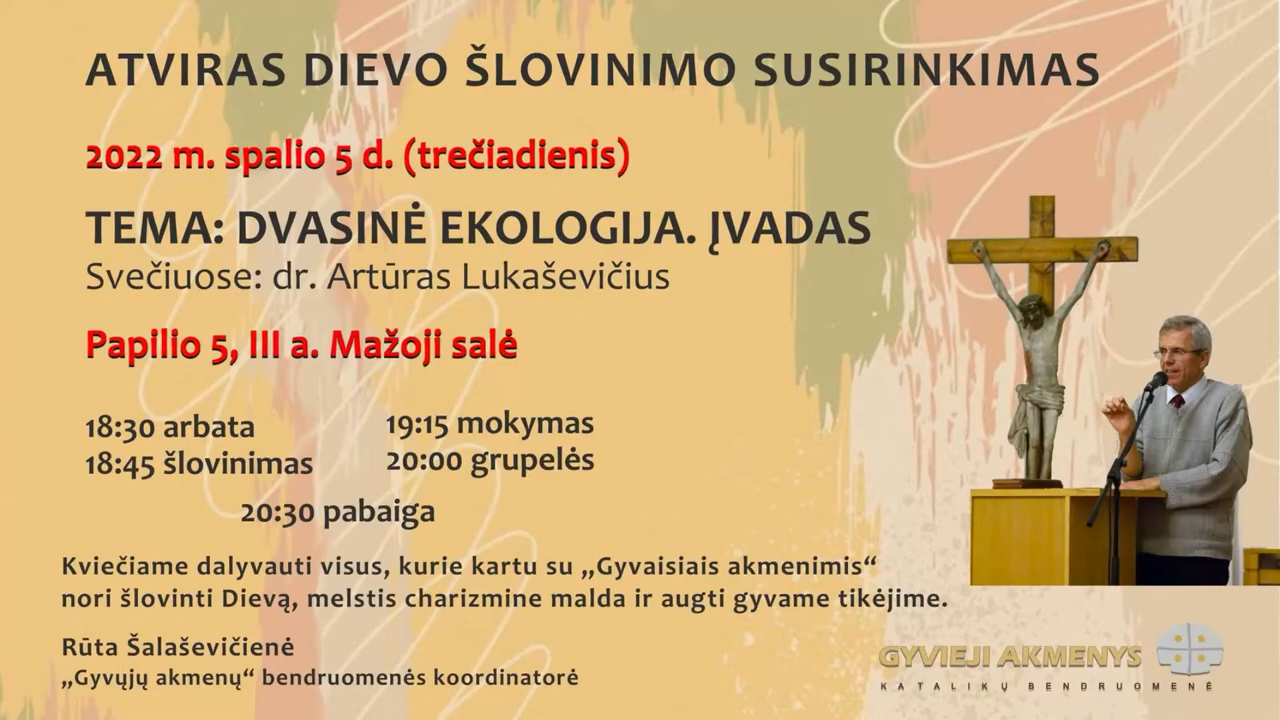 ATVIRAS DIEVO ŠLOVINIMO SUSIRINKIMAS
2022 m. spalio 5 d. (trečiadienis)
TEMA: DVASINĖ EKOLOGIJA. ĮVADAS
Svečiuose: dr. Artūras Lukaševičius
Papilio 5, III a. Mažoji salė
18:30 arbata
18:45 šlovinimas
19:15 mokymas
20:00 grupelės
20:30 pabaiga
Kviečiame dalyvauti visus, kurie kartu su „Gyvaisiais akmenimis“
nori šlovinti Dievą, melstis charizmine malda ir augti gyvame tikėjime.
Rūta Šalaševičienė
„Gyvųjų akmenų“ bendruomenės koordinatorė
GYVIEJI AKMENYS
KATALIKŲ BENDRUOMENĖ